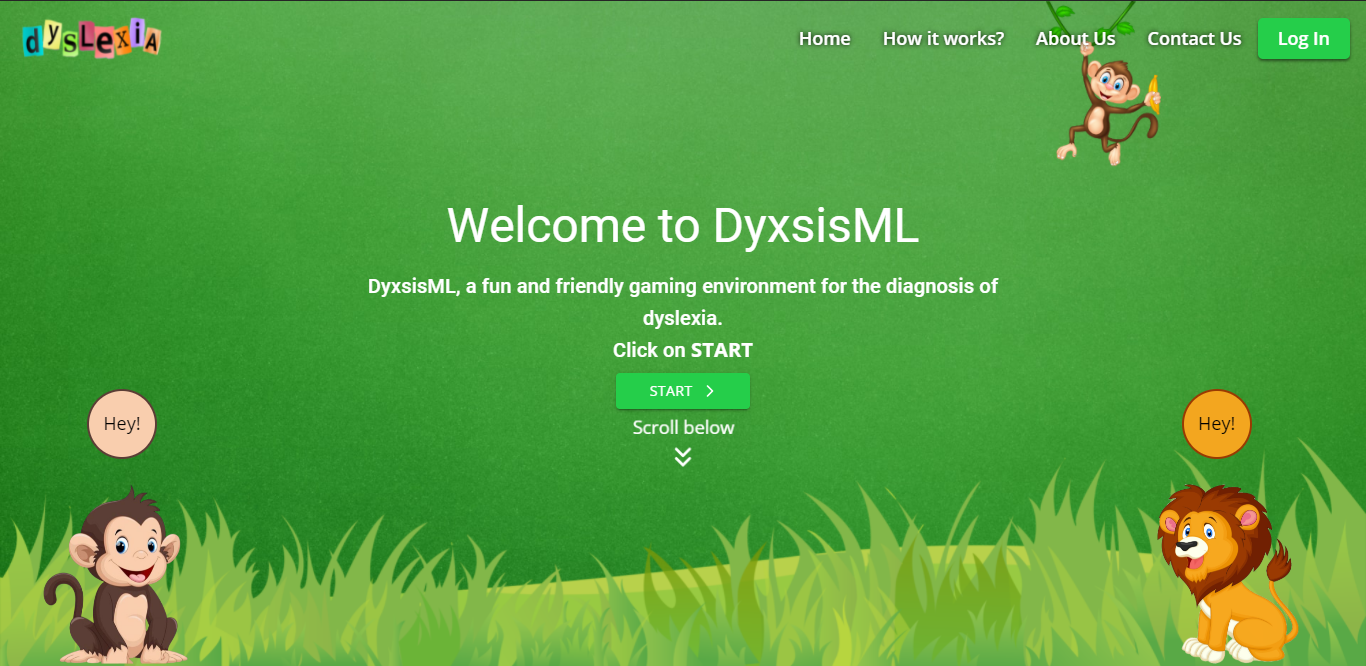 dysLexiA
Home How it works? About Us Contact Us Log In
Welcome to DyxsisML
DyxsisML, a fun and friendly gaming environment for the diagnosis of
dyslexia.
Click on START
START
Hey!
Hey!
Scroll below